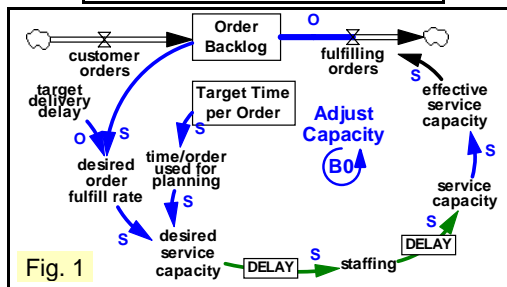 Order
Backlog
O
customer
orders
fulfilling
orders
S
target
delivery
delay
Target Time
per Order
Adjust
Capacity
B0
effective
service
capacity
O
S
S
desired
order
fulfill rate
time/order
used for
planning
S
service
capacity
S
S
S
desired
service
capacity
DELAY
S
staffing
DELAY
Fig. 1